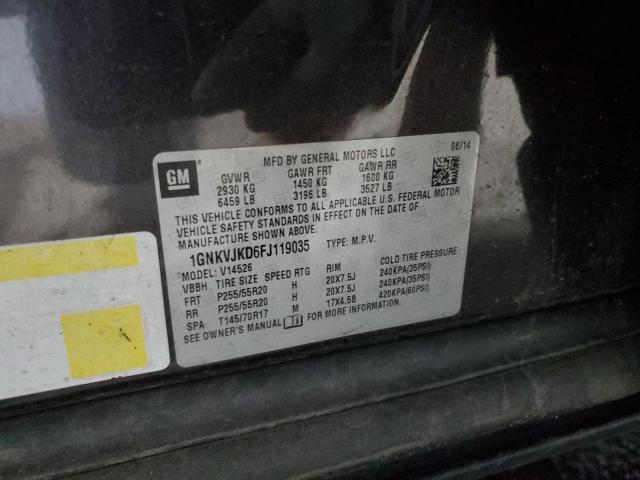 GM
MFD BY GENERAL MOTORS LLC 06/14
GVWR GAWR FRT GAWR RR
2930 KG 1450 KG 1600 KG
6459 LB 3196 LB 3527 LB
THIS VEHICLE CONFORMS TO ALL APPLICABLE U.S. FEDERAL MOTOR
VEHICLE SAFETY STANDARDS IN EFFECT ON THE DATE OF
MANUFACTURE SHOWN ABOVE.
1GNKVJKD6FJ119035 TYPE: M.P.V.
MODEL: V14526
VBBH TIRE SIZE SPEED RTG RIM COLD TIRE PRESSURE
FRT P255/55R20 H 20X7.5J 240KPA(35PSI)
RR P255/55R20 H 20X7.5J 240KPA(35PSI)
SPA T145/70R17 M 17X4.5B 420KPA(60PSI)
SEE OWNER'S MANUAL FOR MORE INFORMATION.